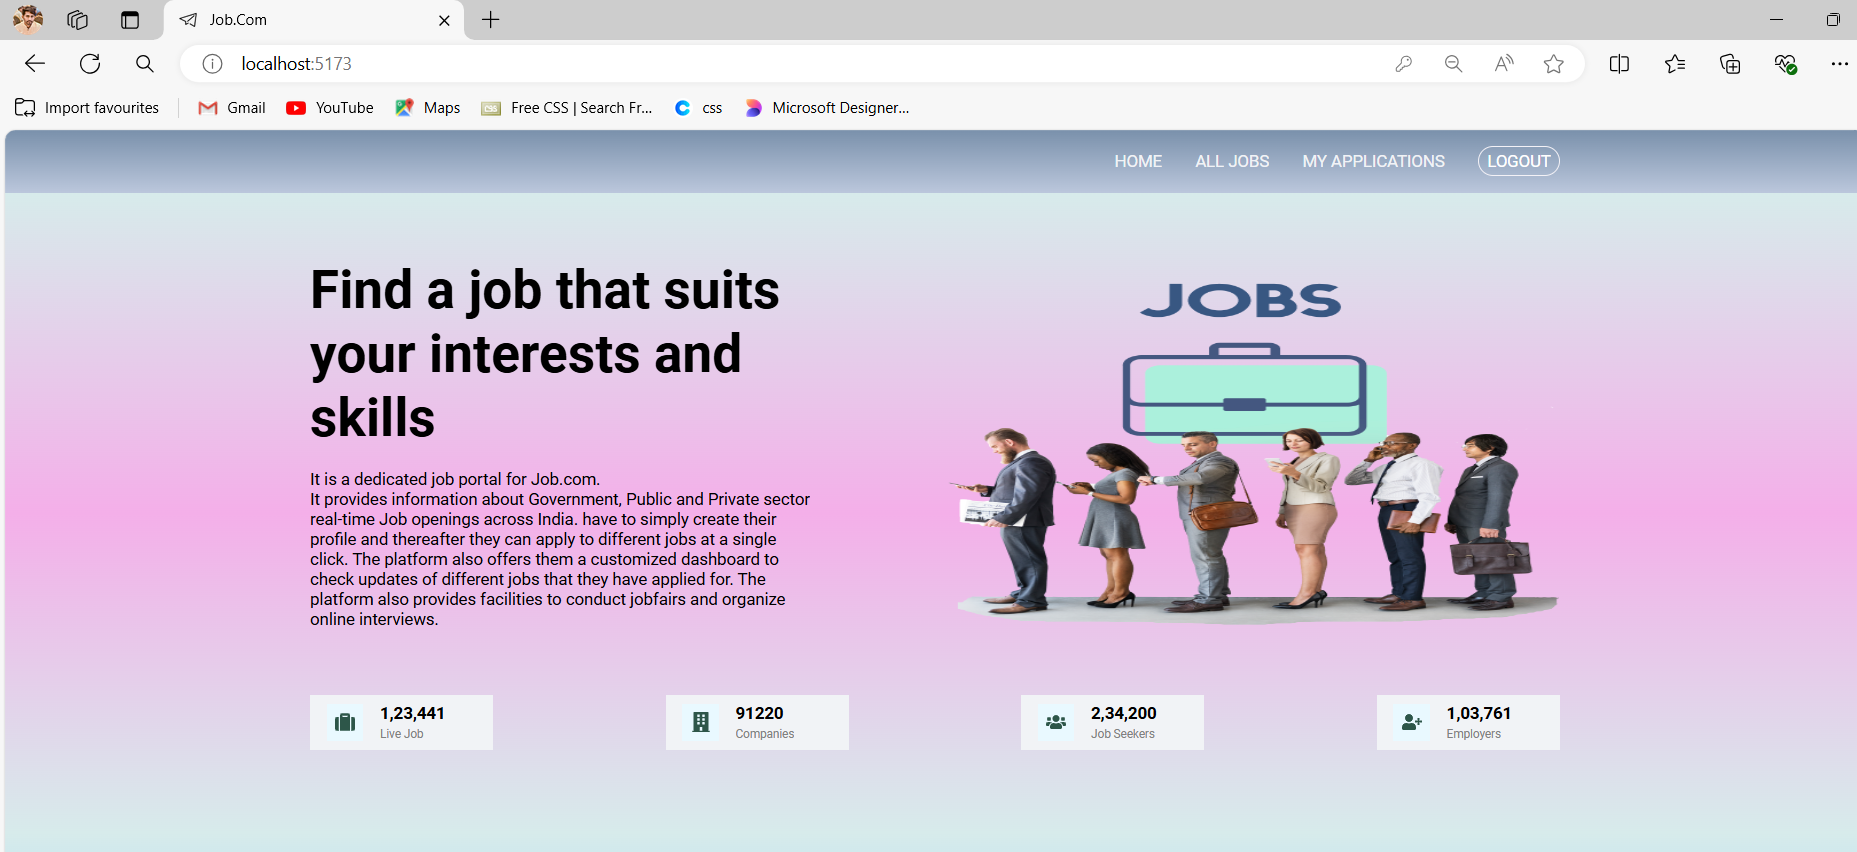 Job.Com
localhost:5173
Import favourites Gmail YouTube Maps Free CSS | Search Fr... css Microsoft Designer...
HOME ALL JOBS MY APPLICATIONS LOGOUT
Find a job that suits
your interests and
skills
JOBS
It is a dedicated job portal for Job.com.
It provides information about Government, Public and Private sector
real-time Job openings across India. have to simply create their
profile and thereafter they can apply to different jobs at a single
click. The platform also offers them a customized dashboard to
check updates of different jobs that they have applied for. The
platform also provides facilities to conduct jobfairs and organize
online interviews.
1,23,441
Live Job
91220
Companies
2,34,200
Job Seekers
1,03,761
Employers